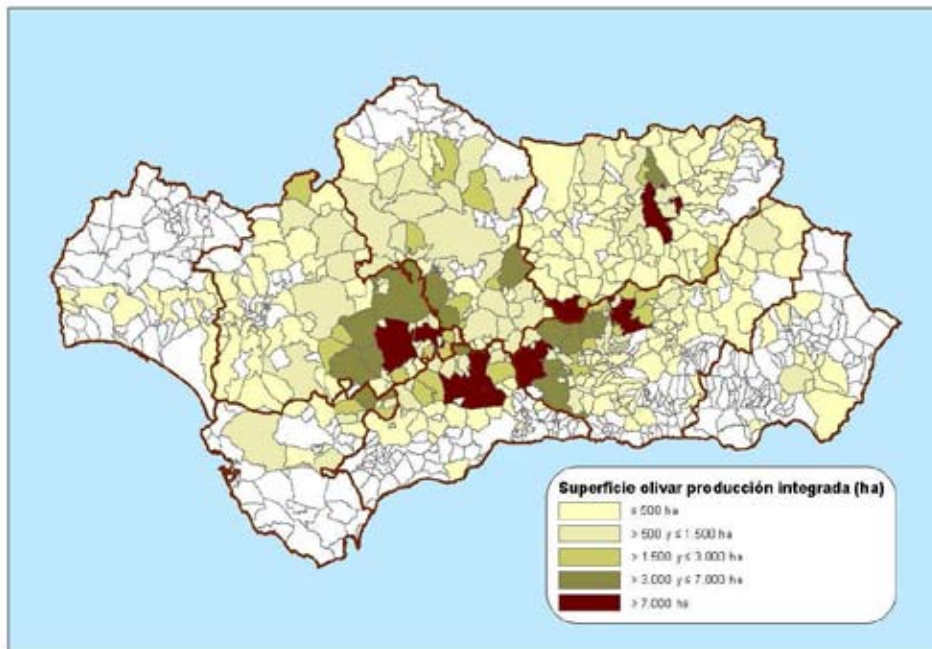 Superficie olivar producción integrada (ha)
≤ 500 ha
> 500 y ≤ 1.500 ha
> 1.500 y ≤ 3.000 ha
> 3.000 y ≤ 7.000 ha
> 7.000 ha